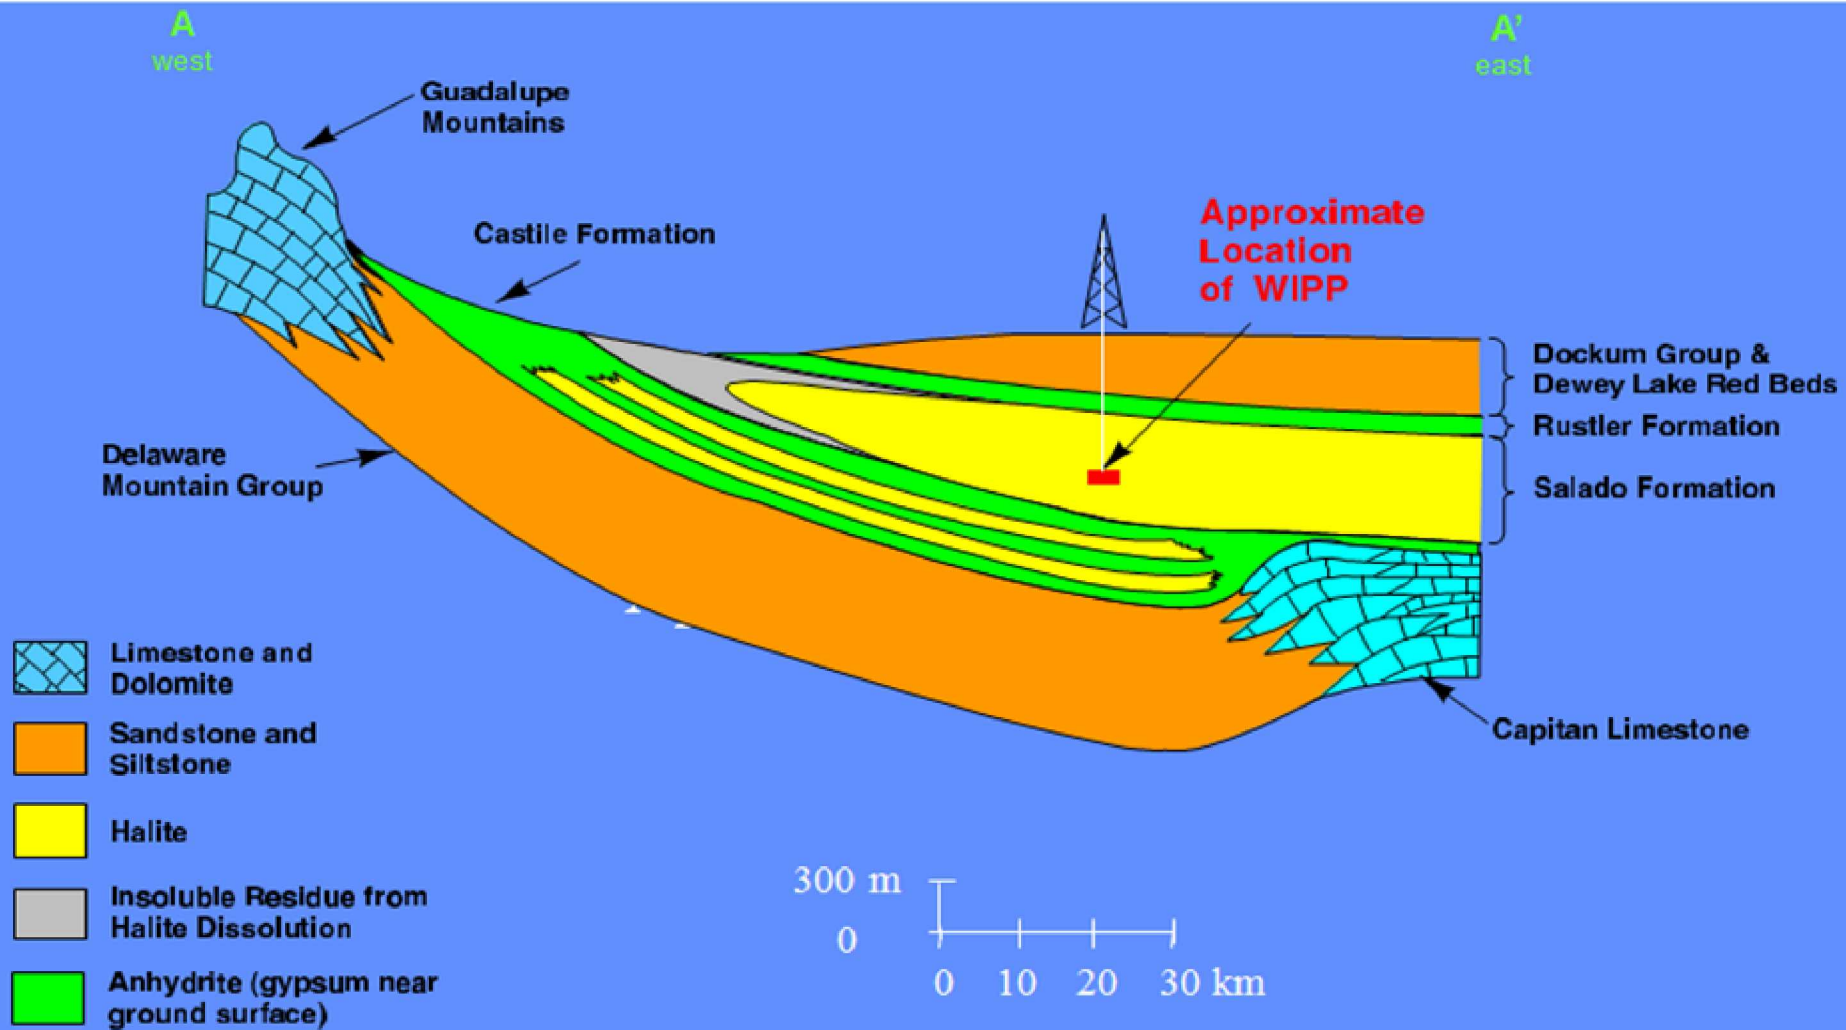 A
west
A'
east
Guadalupe
Mountains
Castile Formation
Approximate
Location
of WIPP
Dockum Group &
Dewey Lake Red Beds
Rustler Formation
Salado Formation
Delaware
Mountain Group
Capitan Limestone
Limestone and
Dolomite
Sandstone and
Siltstone
Halite
Insoluble Residue from
Halite Dissolution
Anhydrite (gypsum near
ground surface)
300 m
0
0 10 20 30 km